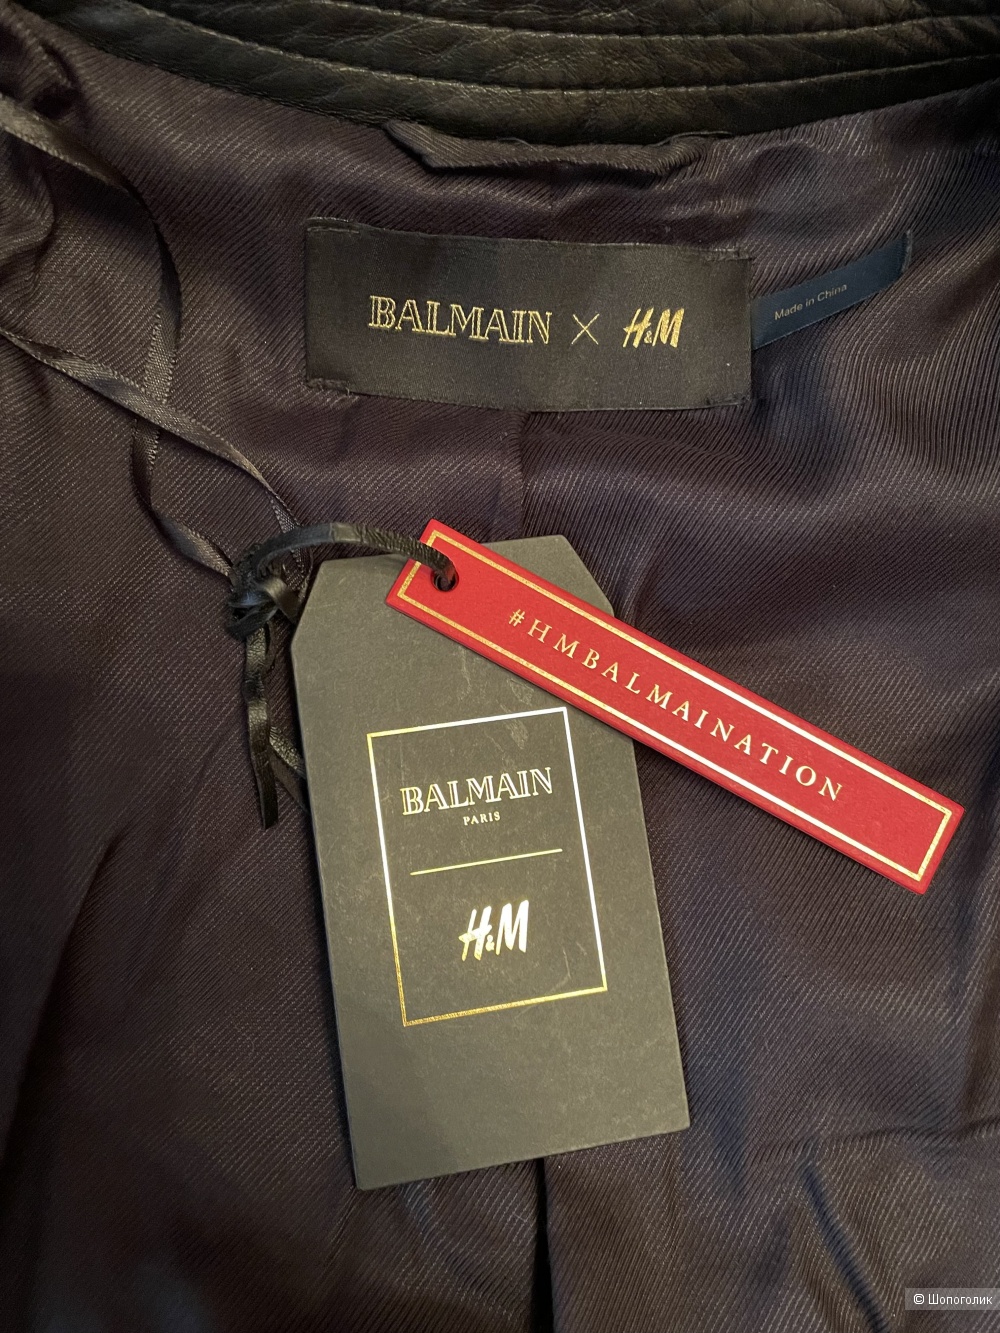 BALMAIN × H&M
Made in China
#HMBALMAINATION
BALMAIN
PARIS
H&M
© Шопоголик